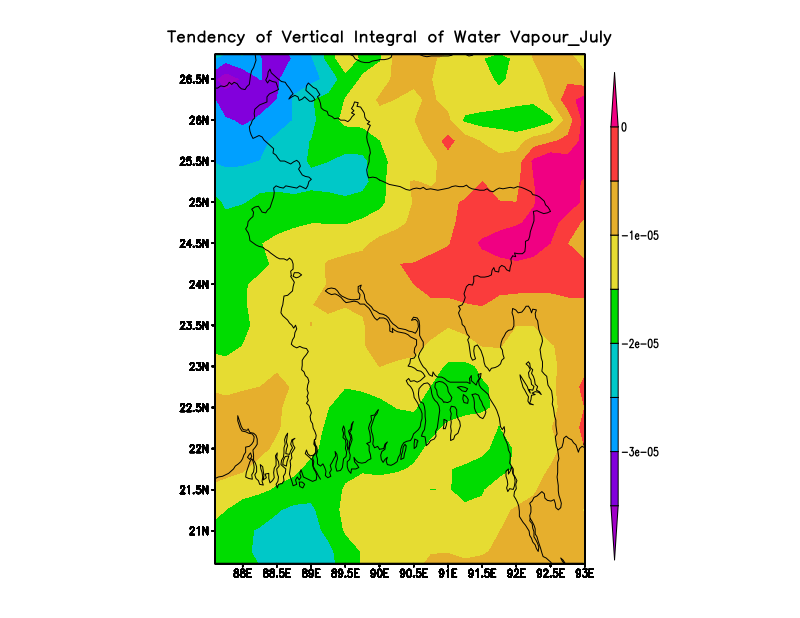 Tendency of Vertical Integral of Water Vapour_July
26.5N
26N
25.5N
25N
24.5N
24N
23.5N
23N
22.5N
22N
21.5N
21N
88E 88.5E 89E 89.5E 90E 90.5E 91E 91.5E 92E 92.5E 93E
0
-1e-05
-2e-05
-3e-05